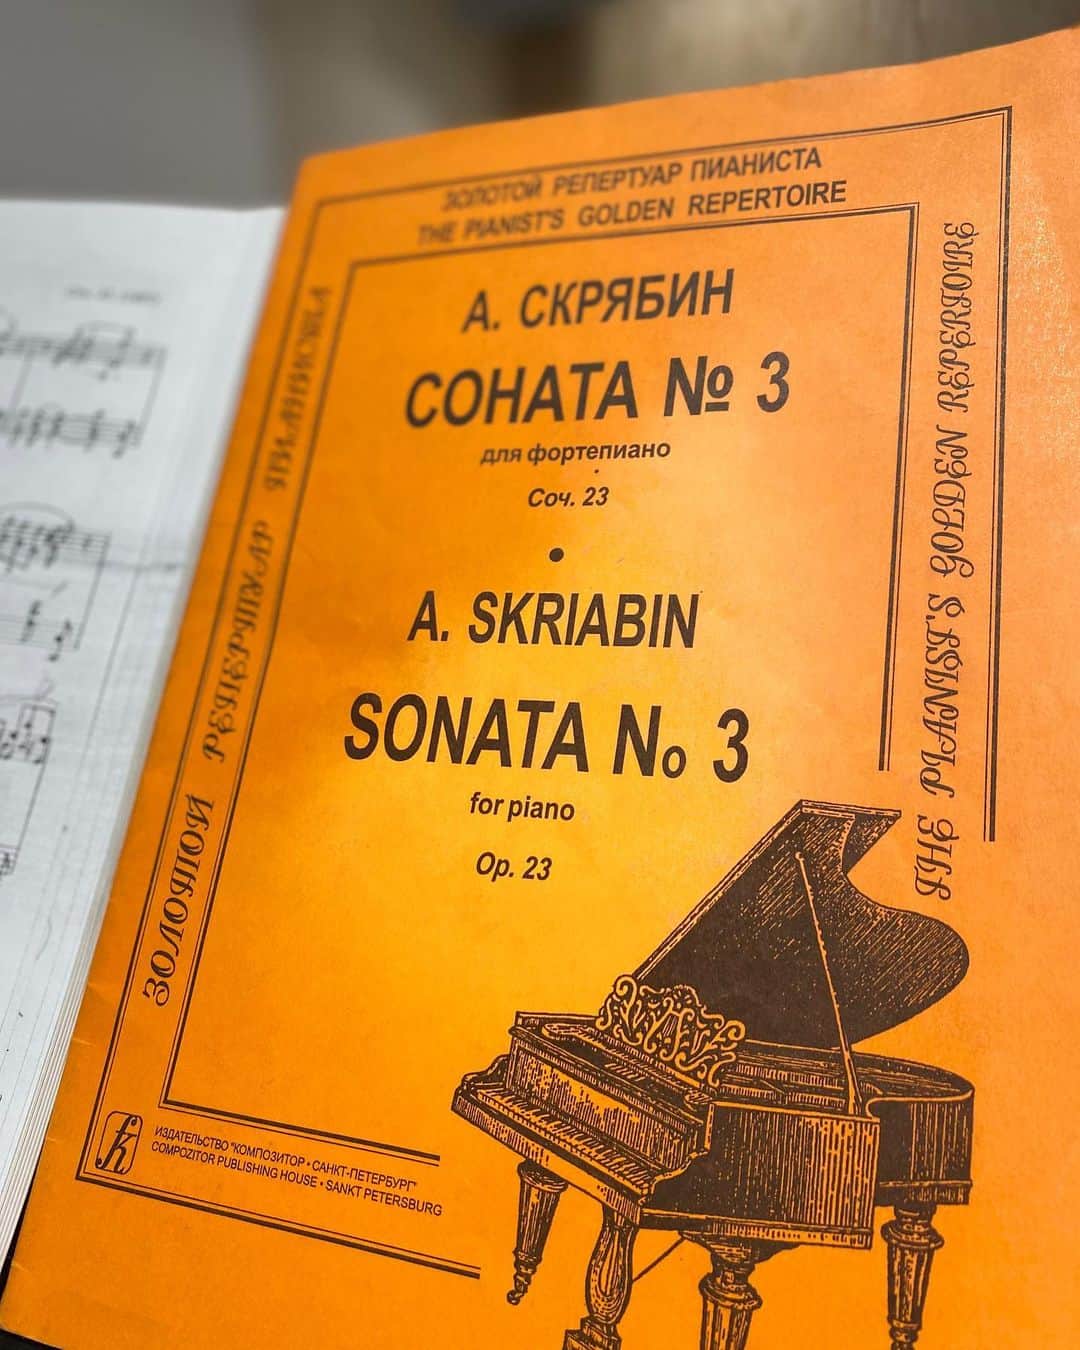 ЗОЛОТОЙ РЕПЕРТУАР ПИАНИСТА
THE PIANIST'S GOLDEN REPERTOIRE
А. СКРЯБИН
СОНАТА № 3
для фортепиано
Соч. 23
•
A. SKRIABIN
SONATA No 3
for piano
Op. 23
ЗОЛОТОЙ РЕПЕРТУАР ПИАНИСТА
THE PIANIST'S GOLDEN REPERTOIRE
ИЗДАТЕЛЬСТВО "КОМПОЗИТОР • САНКТ-ПЕТЕРБУРГ"
COMPOZITOR PUBLISHING HOUSE • SANKT PETERSBURG